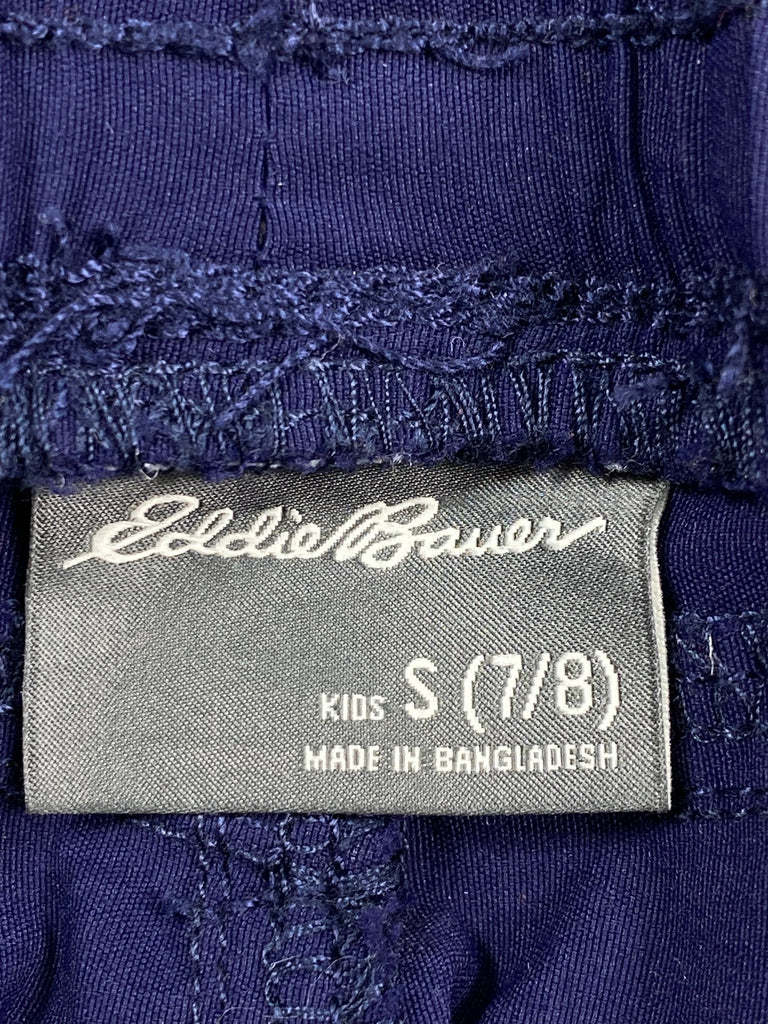 Eddie Bauer
KIDS S (7/8)
MADE IN BANGLADESH